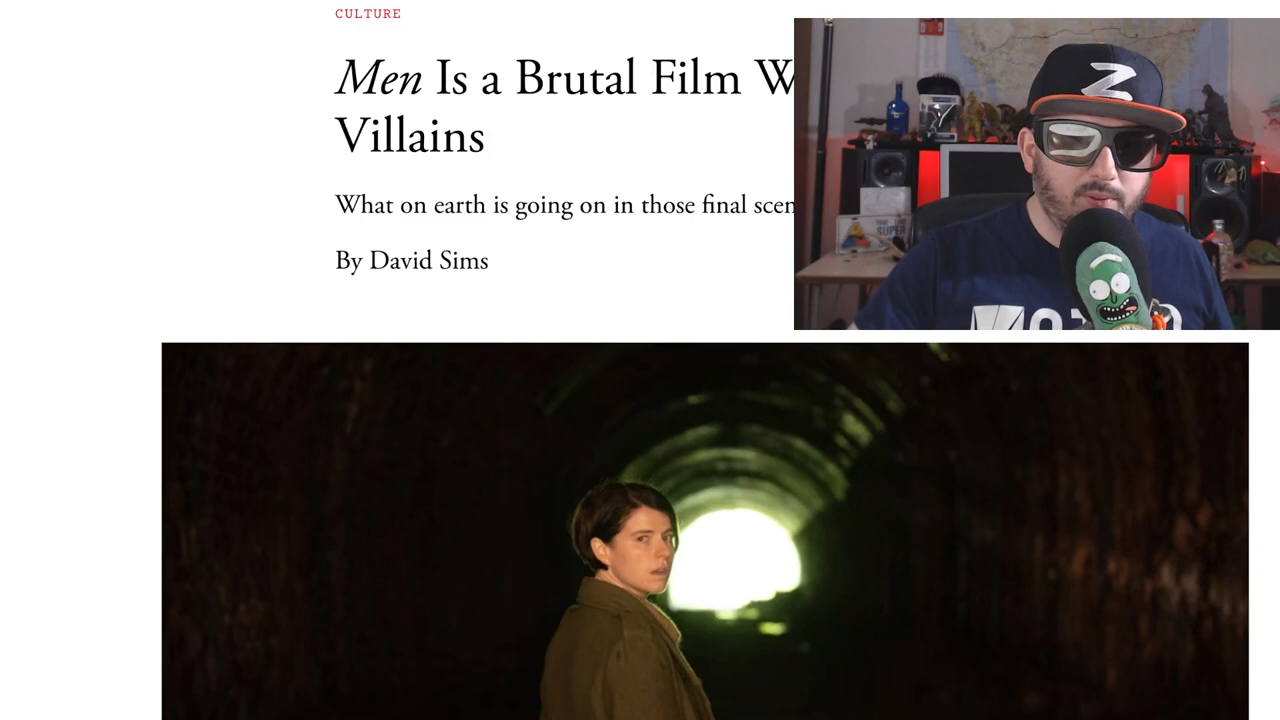 CULTURE
Men Is a Brutal Film W
Villains
What on earth is going on in those final scen
By David Sims
Z
SUPER